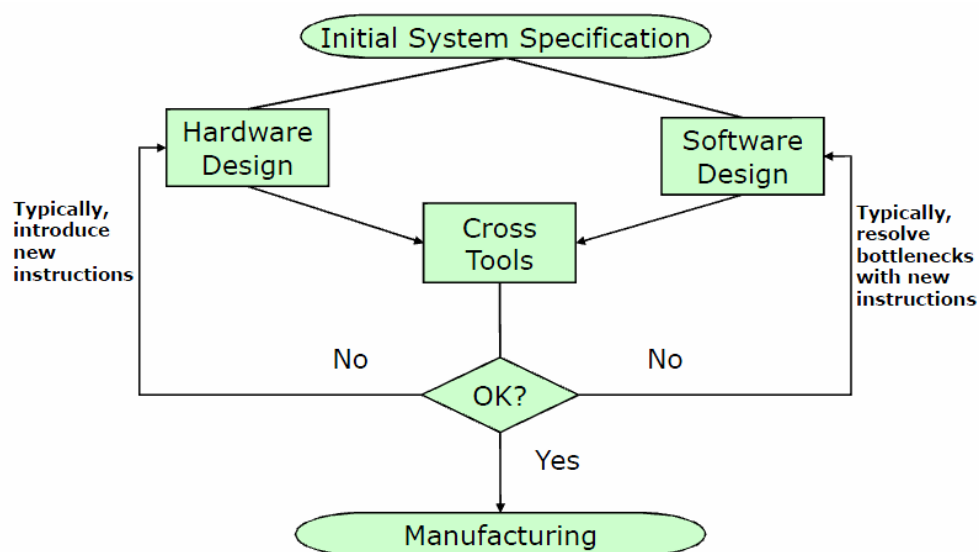 Initial System Specification
Hardware
Design
Software
Design
Typically,
introduce
new
instructions
Cross
Tools
Typically,
resolve
bottlenecks
with new
instructions
No
No
OK?
Yes
Manufacturing